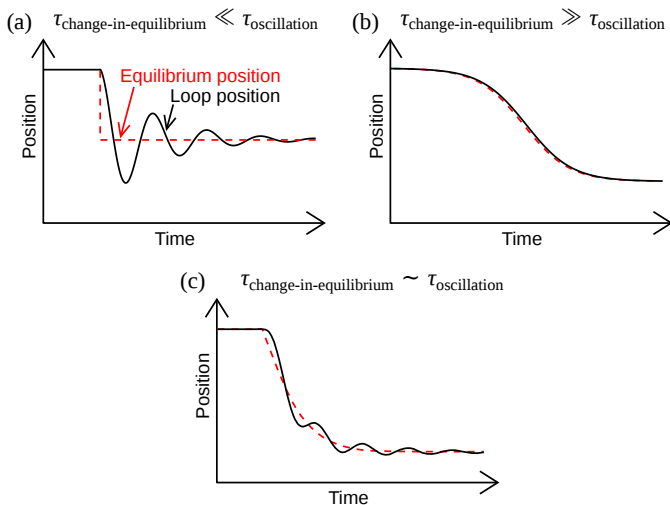 (a) τchange-in-equilibrium ≪ τoscillation
Equilibrium position
Loop position
Position
Time
(b) τchange-in-equilibrium ≫ τoscillation
Position
Time
(c) τchange-in-equilibrium ~ τoscillation
Position
Time